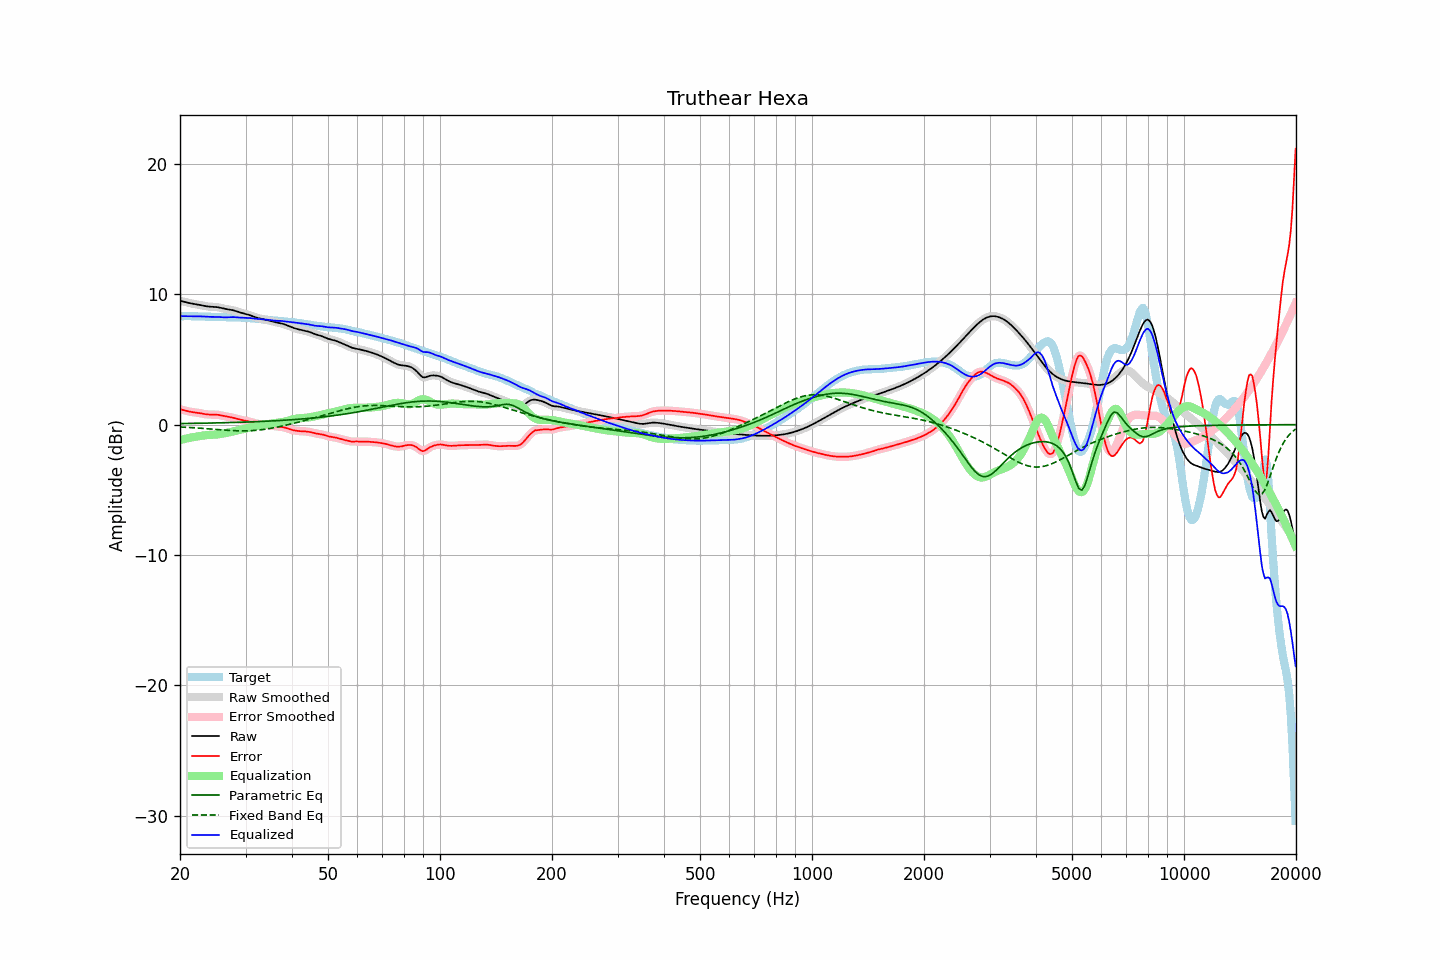 Truthear Hexa
Amplitude (dBr)
20
10
0
−10
−20
−30
Target
Raw Smoothed
Error Smoothed
Raw
Error
Equalization
Parametric Eq
Fixed Band Eq
Equalized
20 50 100 200 500 1000 2000 5000 10000 20000
Frequency (Hz)